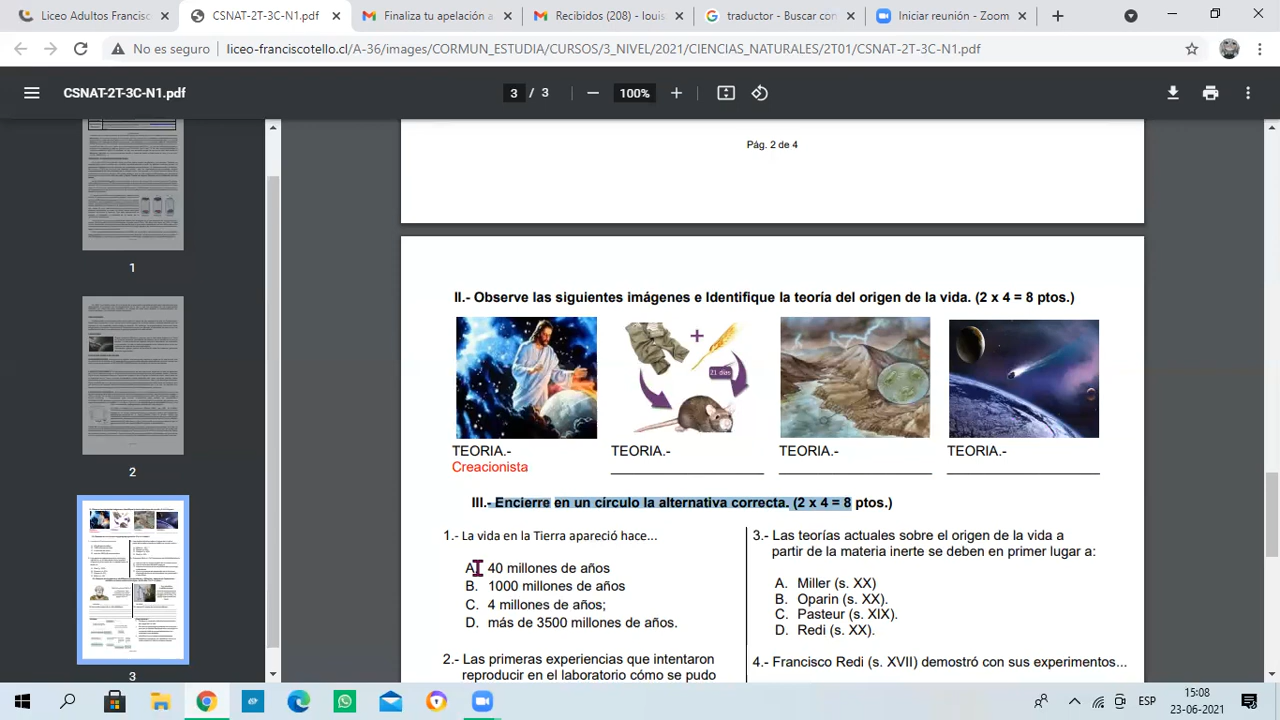 Liceo Adultos Francisc
CSNAT-2T-3C-N1.pdf
Finaliza tu apelación a
Recibidos (208) - louis
traductor - Buscar con
Iniciar reunión - Zoom
No es seguro
liceo-franciscotello.cl/A-36/images/CORMUN_ESTUDIA/CURSOS/3_NIVEL/2021/CIENCIAS_NATURALES/2T01/CSNAT-2T-3C-N1.pdf
CSNAT-2T-3C-N1.pdf
3 / 3
100%
1
2
3
Pág. 2 de 4
II.- Observe las siguientes imágenes e Identifique la teoría del origen de la vida. (2 x 4 = 8 ptos.)
21 días
TEORIA.-
Creacionista
TEORIA.-
TEORIA.-
TEORIA.-
III.- Encierre en un circulo la alternativa correcta. (2 x 4 = 8 ptos.)
1.- La vida en la Tierra apareció hace...
A. 40 millones de años
B. 1000 millones de años
C. 4 millones de años;
D. más de 3500 millones de años.
2.- Las primeras experiencias que intentaron
reproducir en el laboratorio cómo se pudo
3.- Las teorías actuales sobre el origen de la vida a
partir de la materia inerte se deben en primer lugar a:
A. Miller (s. XX)
B. Oparin (s. XX).
C. Pasteur (s. XIX).
D. Redi (s. XX).
4.- Francisco Redi (s. XVII) demostró con sus experimentos...
ESP
15:08
23-06-2021